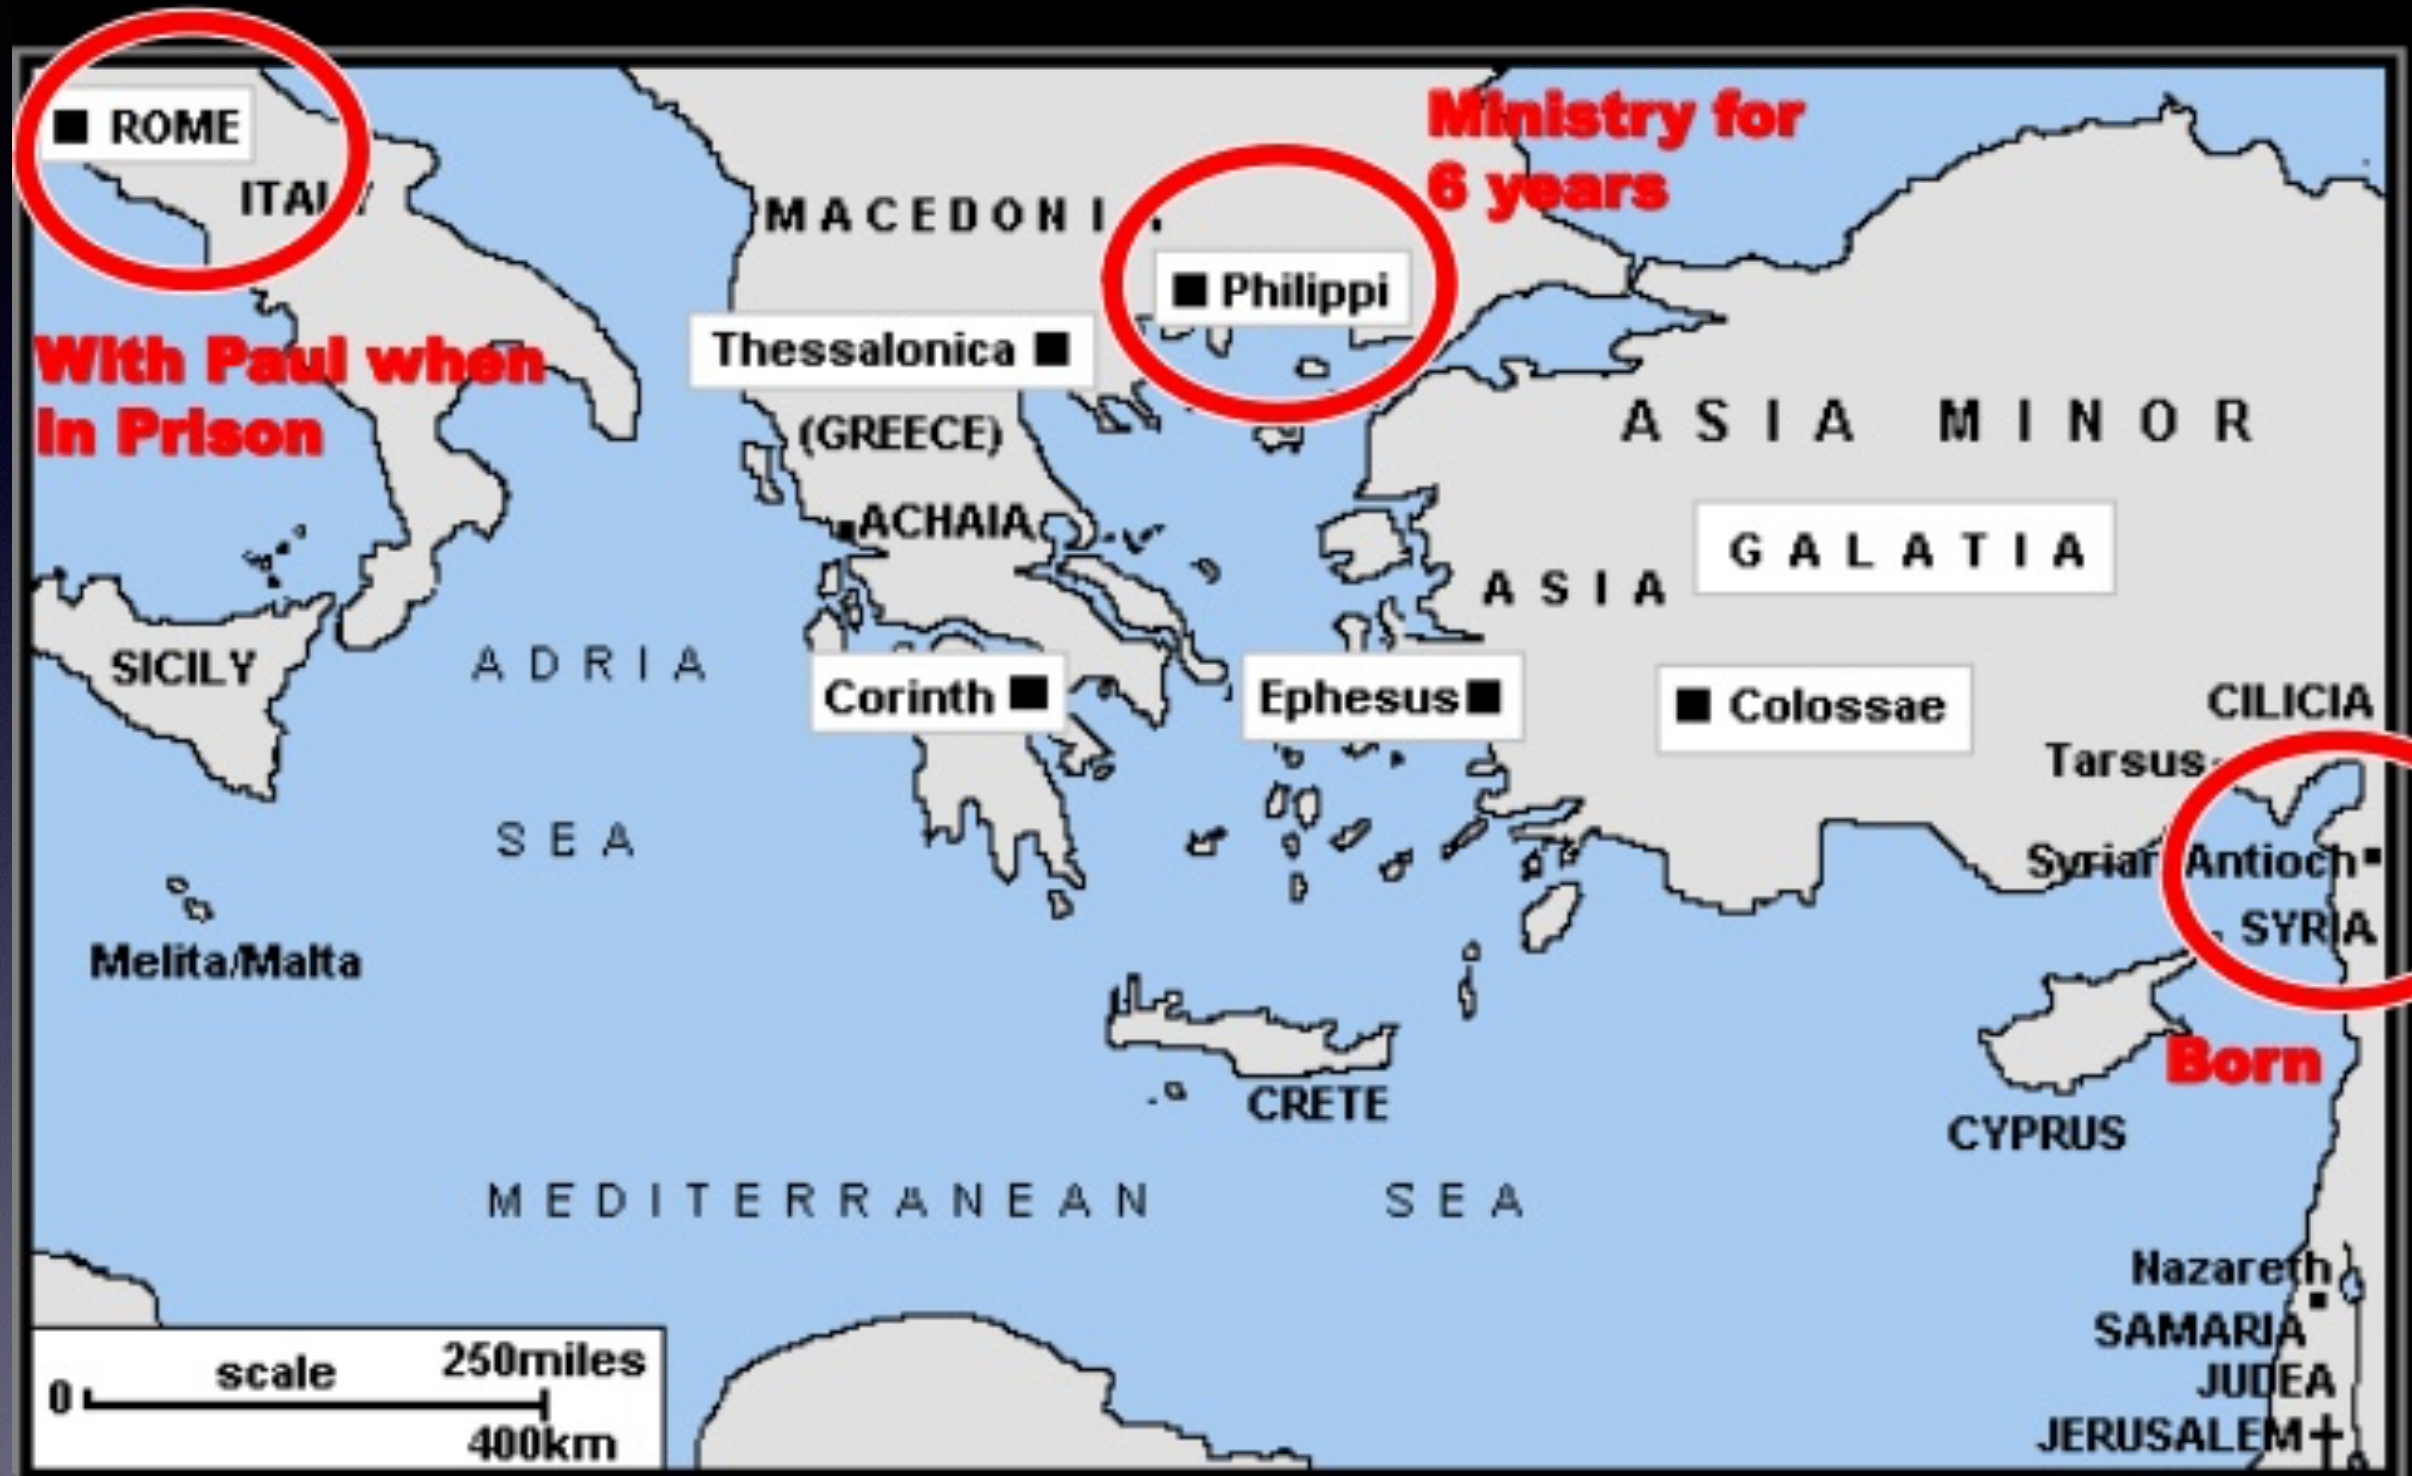 ROME
ITALY
With Paul when
in Prison
MACEDONI
Ministry for
6 years
Philippi
Thessalonica
(GREECE)
ACHAIA
ASIA MINOR
GALATIA
ASIA
SICILY
ADRIA
SEA
Corinth
Ephesus
Colossae
CILICIA
Tarsus
Syrian Antioch
SYRIA
Born
Melita/Malta
CRETE
CYPRUS
MEDITERRANEAN SEA
Nazareth
SAMARIA
JUDEA
JERUSALEM
scale
250miles
0
400km